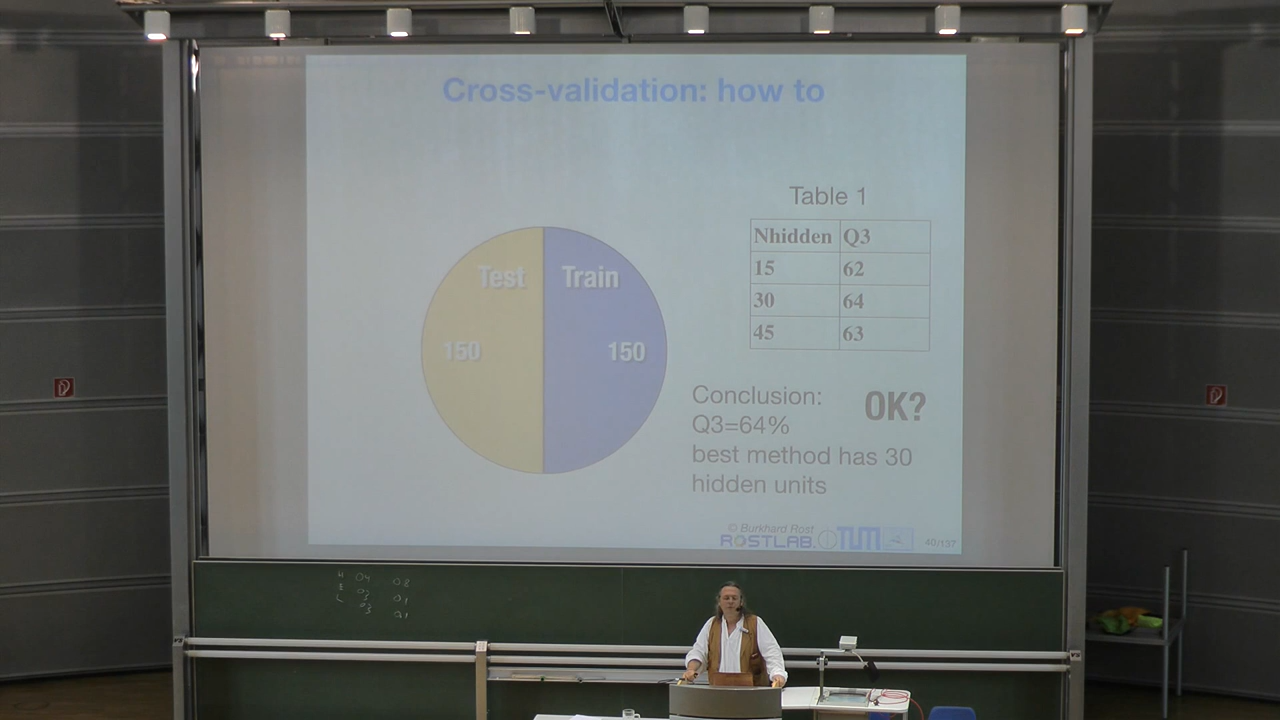 Cross-validation: how to
Table 1
Nhidden Q3
15 62
30 64
45 63
Test Train
150 150
Conclusion: OK?
Q3=64%
best method has 30
hidden units
© Burkhard Rost
ROSTLAB TUM
40/137